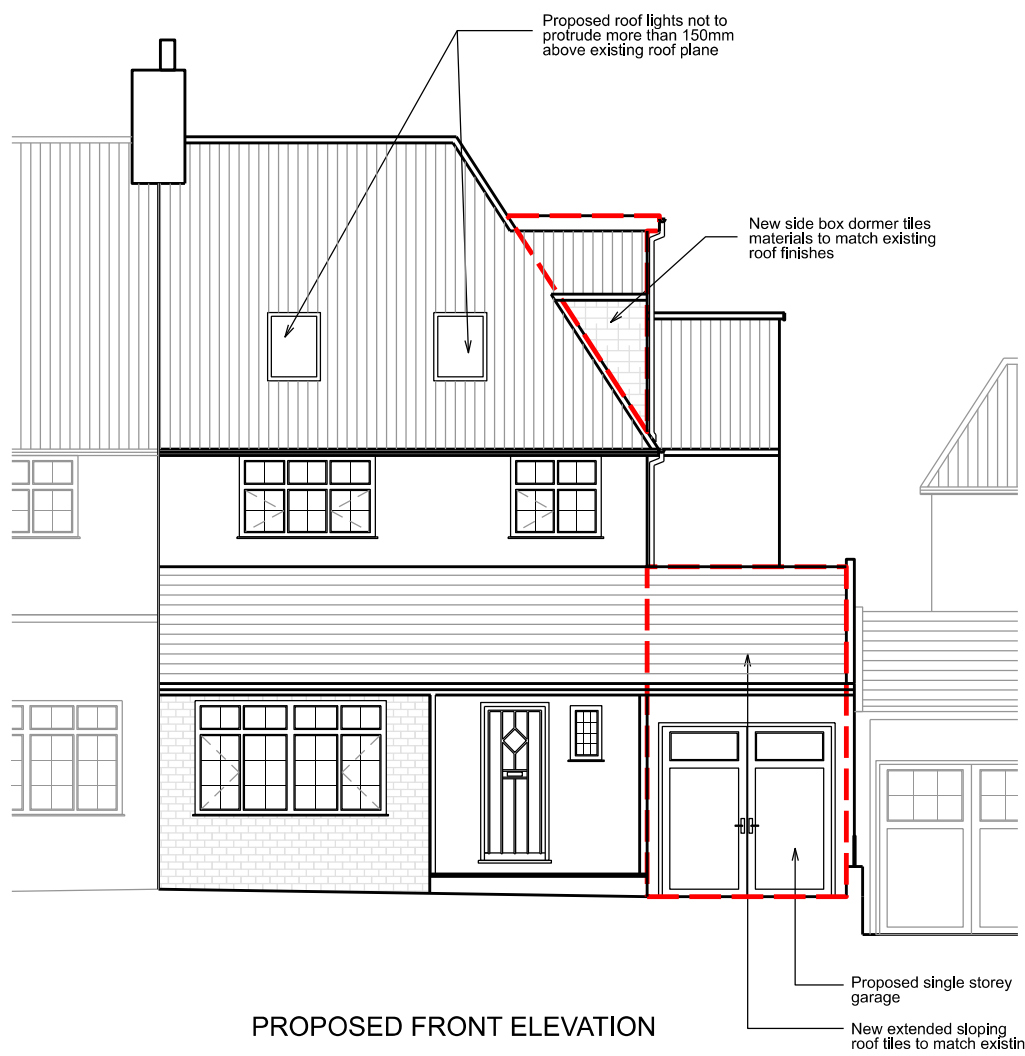 Proposed roof lights not to
protrude more than 150mm
above existing roof plane
New side box dormer tiles
materials to match existing
roof finishes
Proposed single storey
garage
New extended sloping
roof tiles to match existin
PROPOSED FRONT ELEVATION